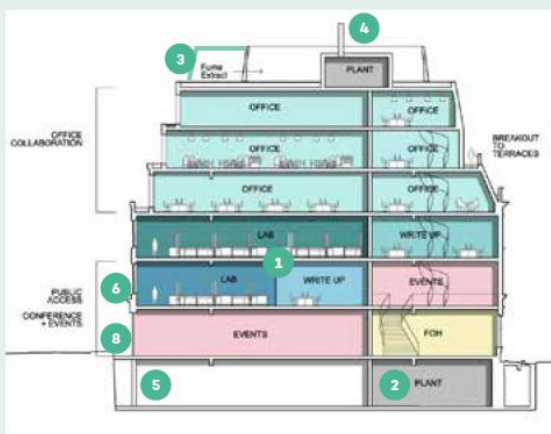 4
3
Fume
Extract
PLANT
OFFICE
OFFICE
OFFICE
COLLABORATION
OFFICE
OFFICE
BREAKOUT
TO
TERRACES
OFFICE
OFFICE
LAB
WRITE UP
1
PUBLIC
ACCESS
CONFERENCE
+ EVENTS
6
LAB
WRITE UP
EVENTS
8
EVENTS
FOH
5
2
PLANT